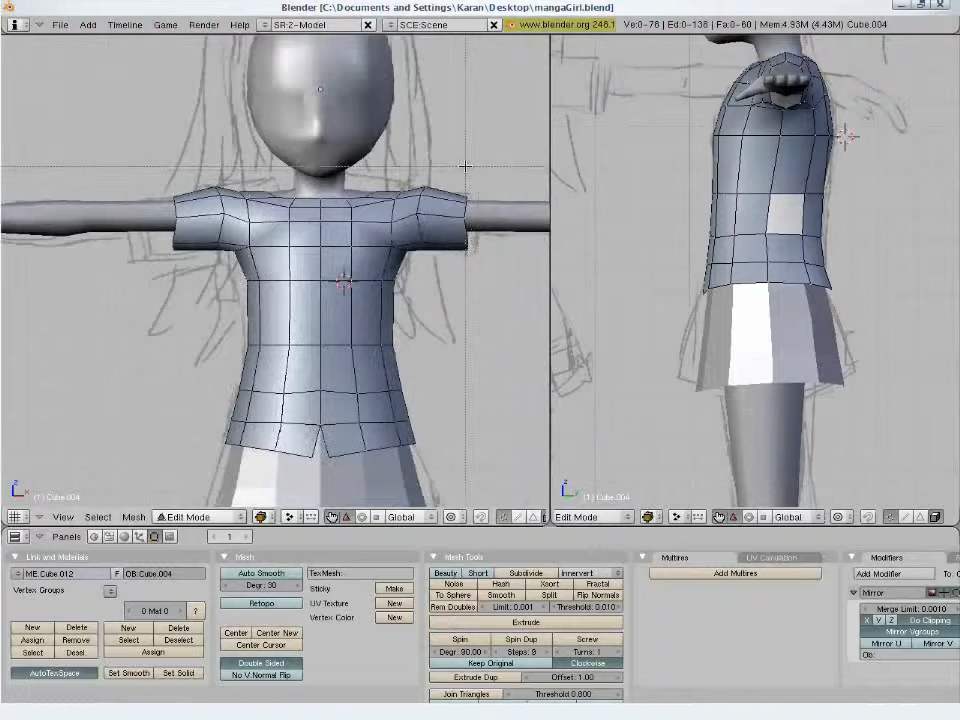 Blender [C:\Documents and Settings\Karan\Desktop\mangaGirl.blend]
File Add Timeline Game Render Help SR:2-Model SCE:Scene www.blender.org 248.1 Ve:0-76 | Ed:0-138 | Fa:0-60 | Mem:4.93M (4.43M) Cube.004
(1) Cube.004 (1) Cube.004
View Select Mesh Edit Mode Global Edit Mode Global
Panels 1
Link and Materials Mesh Mesh Tools Multires UV Calculation Modifiers
ME:Cube.012 F OB:Cube.004 Auto Smooth TexMesh: Beauty Short Subdivide Innervert Add Multires Add Modifier To:
Vertex Groups Degr: 30 Sticky Make Noise Hash Xsort Fractal
To Sphere Smooth Split Flip Normals Mirror
Retopo UV Texture New Rem Doubles Limit: 0.001 Threshold: 0.010
0 Mat 0 ? Vertex Color New Extrude Merge Limit: 0.0010
X Y Z Do Clipping
New Delete New Delete Center Center New Spin Spin Dup Screw Mirror Vgroups
Assign Remove Select Deselect Center Cursor Degr: 90.00 Steps: 9 Turns: 1 Mirror U Mirror V
Select Desel. Assign Double Sided Keep Original Clockwise Ob:
AutoTexSpace Set Smooth Set Solid No V.Normal Flip Extrude Dup Offset: 1.00
Join Triangles Threshold 0.800